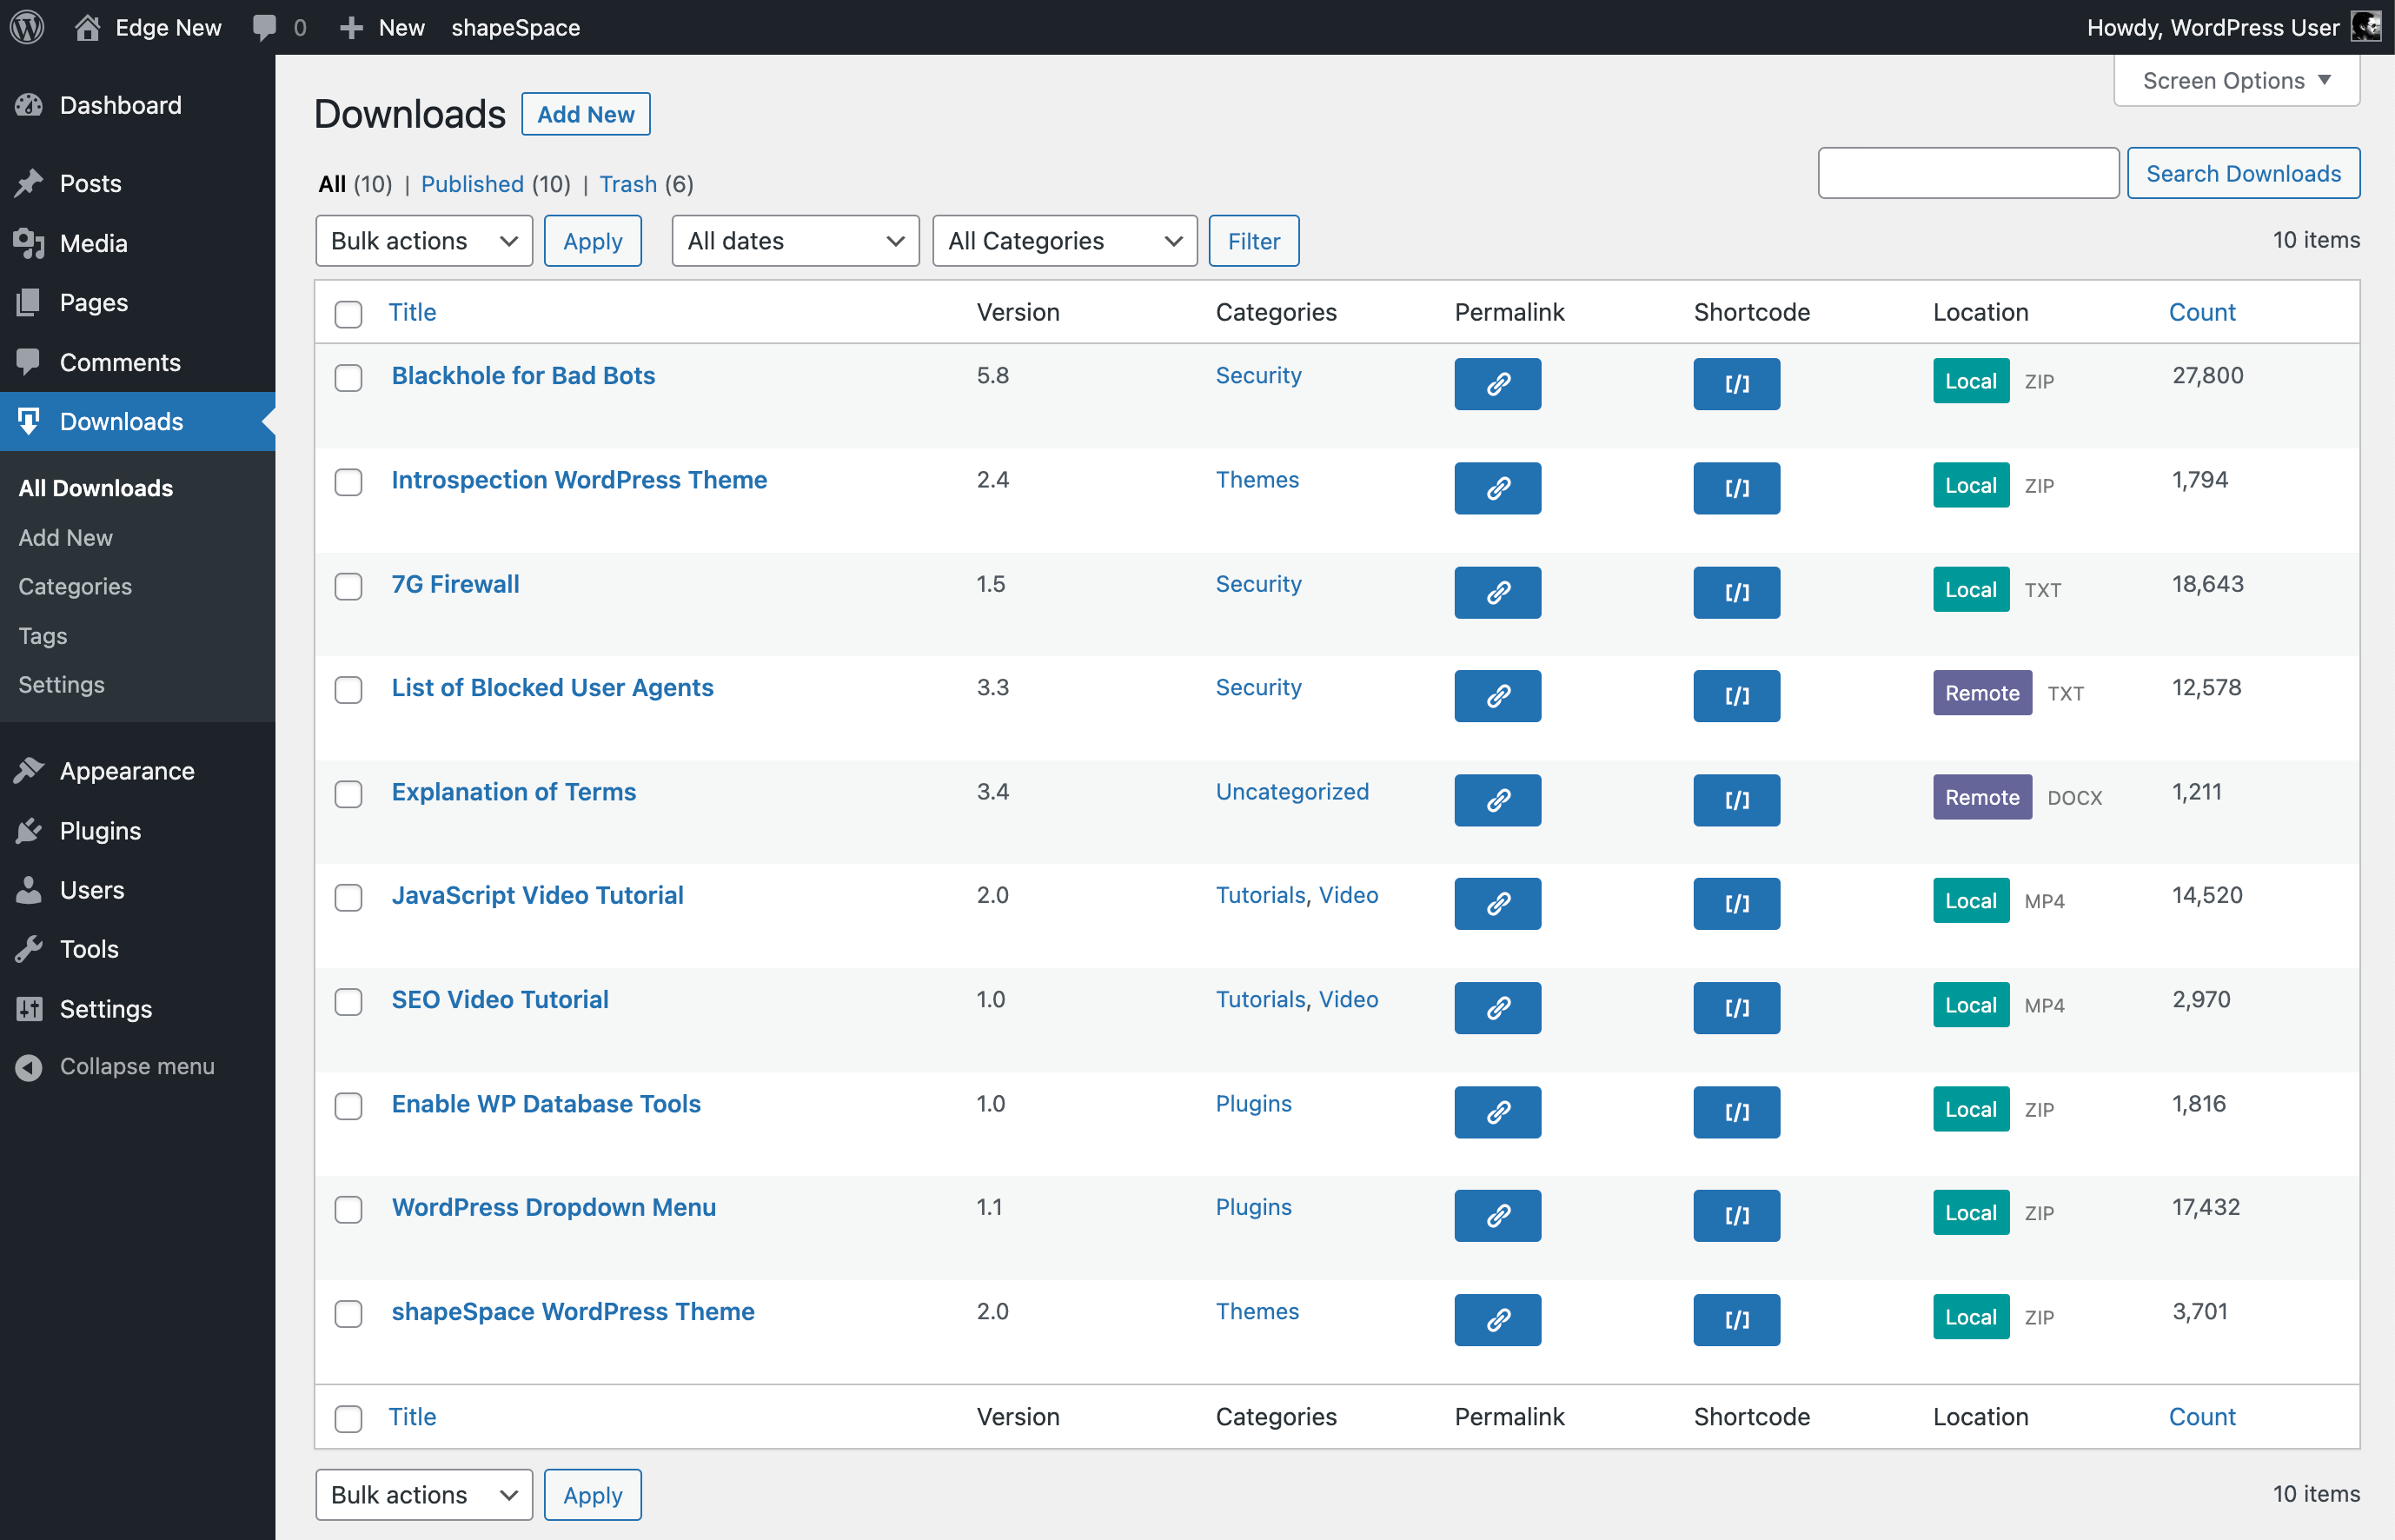 Edge New 0 New shapeSpace Howdy, WordPress User
Screen Options
Dashboard
Posts
Media
Pages
Comments
Downloads
All Downloads
Add New
Categories
Tags
Settings
Appearance
Plugins
Users
Tools
Settings
Collapse menu
Downloads Add New
All (10) | Published (10) | Trash (6)
Search Downloads
Bulk actions Apply All dates All Categories Filter 10 items
Title Version Categories Permalink Shortcode Location Count
Blackhole for Bad Bots 5.8 Security [/] Local ZIP 27,800
Introspection WordPress Theme 2.4 Themes [/] Local ZIP 1,794
7G Firewall 1.5 Security [/] Local TXT 18,643
List of Blocked User Agents 3.3 Security [/] Remote TXT 12,578
Explanation of Terms 3.4 Uncategorized [/] Remote DOCX 1,211
JavaScript Video Tutorial 2.0 Tutorials, Video [/] Local MP4 14,520
SEO Video Tutorial 1.0 Tutorials, Video [/] Local MP4 2,970
Enable WP Database Tools 1.0 Plugins [/] Local ZIP 1,816
WordPress Dropdown Menu 1.1 Plugins [/] Local ZIP 17,432
shapeSpace WordPress Theme 2.0 Themes [/] Local ZIP 3,701
Title Version Categories Permalink Shortcode Location Count
Bulk actions Apply 10 items